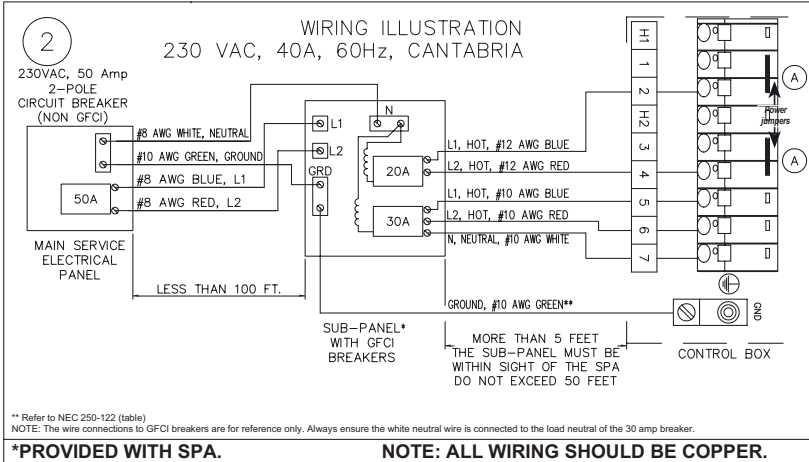 2
WIRING ILLUSTRATION
230 VAC, 40A, 60Hz, CANTABRIA
230VAC, 50 Amp
2-POLE
CIRCUIT BREAKER
(NON GFCI)
#8 AWG WHITE, NEUTRAL
#10 AWG GREEN, GROUND
#8 AWG BLUE, L1
#8 AWG RED, L2
50A
MAIN SERVICE
ELECTRICAL
PANEL
LESS THAN 100 FT.
N
L1
L2
GRD
20A
30A
SUB-PANEL*
WITH GFCI
BREAKERS
L1, HOT, #12 AWG BLUE
L2, HOT, #12 AWG RED
L1, HOT, #10 AWG BLUE
L2, HOT, #10 AWG RED
N, NEUTRAL, #10 AWG WHITE
GROUND, #10 AWG GREEN**
MORE THAN 5 FEET
THE SUB-PANEL MUST BE
WITHIN SIGHT OF THE SPA
DO NOT EXCEED 50 FEET
H1
1
2
H2
3
4
5
6
7
A
Power
jumpers
A
GND
CONTROL BOX
** Refer to NEC 250-122 (table)
NOTE: The wire connections to GFCI breakers are for reference only. Always ensure the white neutral wire is connected to the load neutral of the 30 amp breaker.
*PROVIDED WITH SPA.
NOTE: ALL WIRING SHOULD BE COPPER.